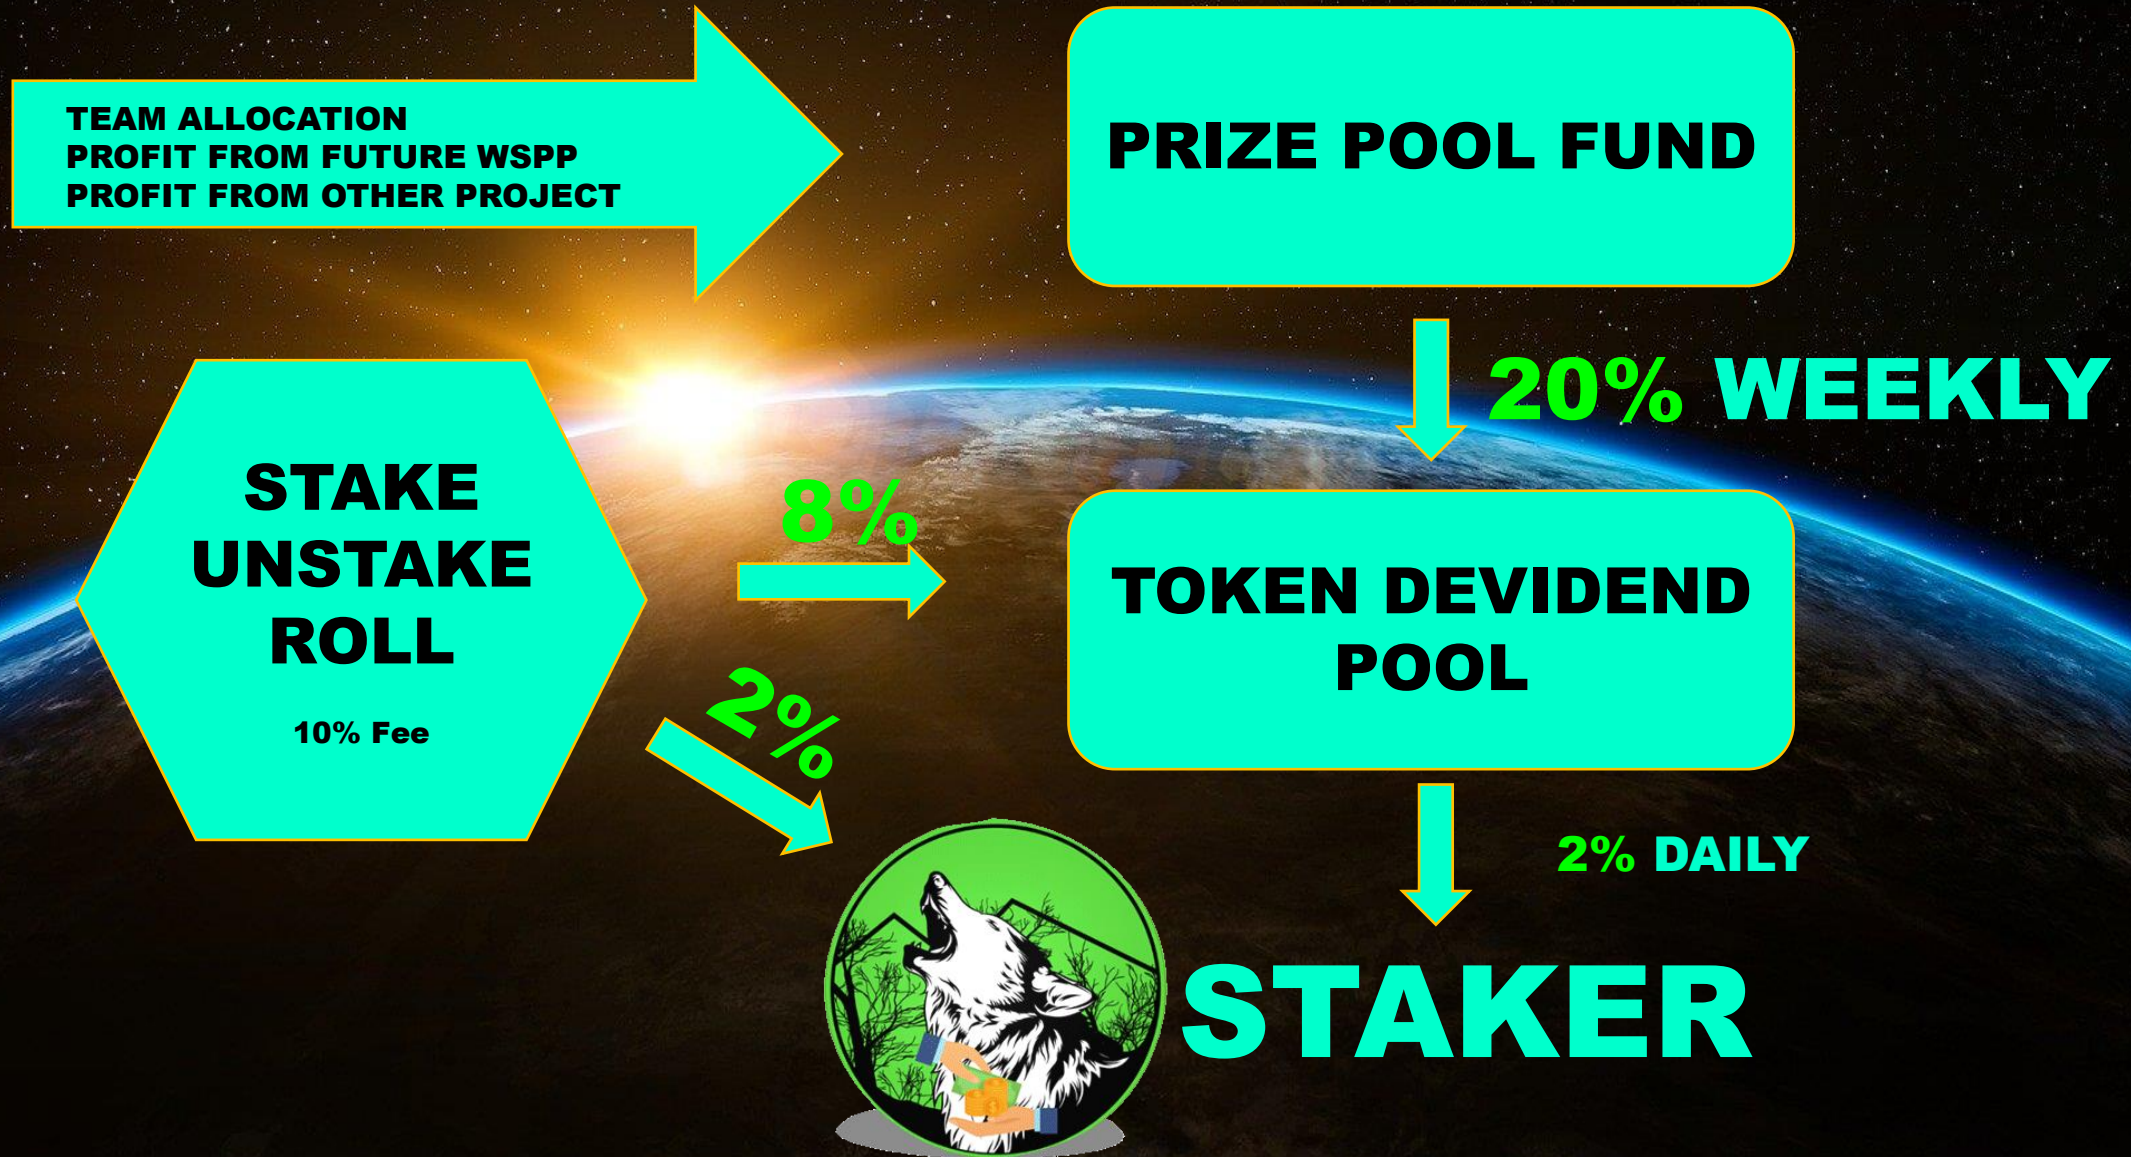 TEAM ALLOCATION
PROFIT FROM FUTURE WSPP
PROFIT FROM OTHER PROJECT
PRIZE POOL FUND
20% WEEKLY
STAKE
UNSTAKE
ROLL
10% Fee
8%
2%
TOKEN DEVIDEND
POOL
2% DAILY
STAKER